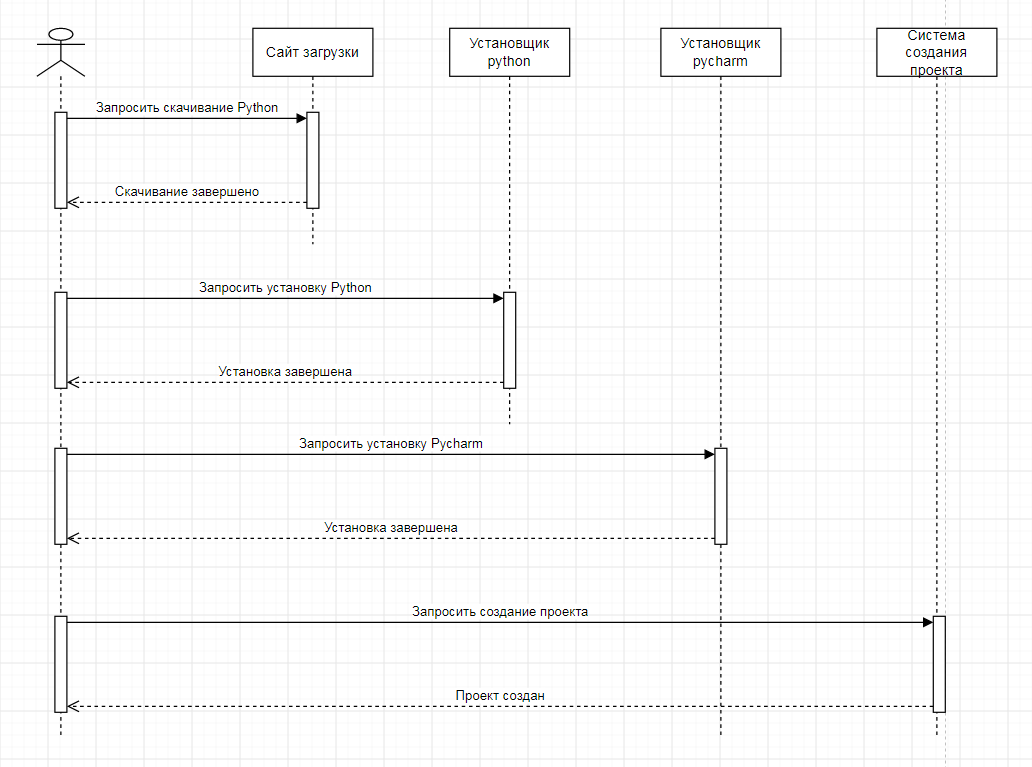 Сайт загрузки
Установщик
python
Установщик
pycharm
Система
создания
проекта
Запросить скачивание Python
Скачивание завершено
Запросить установку Python
Установка завершена
Запросить установку Pycharm
Установка завершена
Запросить создание проекта
Проект создан